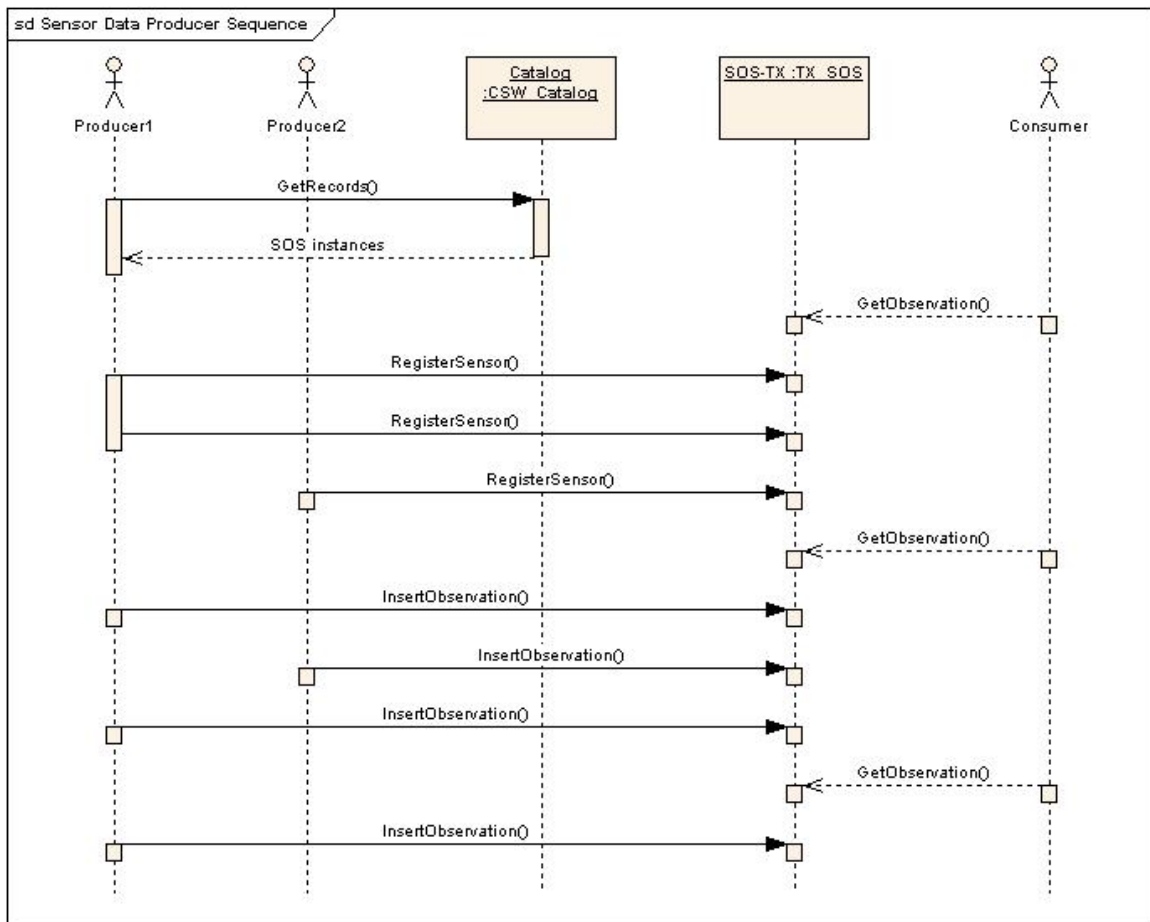 sd Sensor Data Producer Sequence
Producer1
Producer2
Catalog
:CSW_Catalog
SOS-TX :TX_SOS
Consumer
GetRecords()
SOS instances
GetObservation()
RegisterSensor()
RegisterSensor()
RegisterSensor()
GetObservation()
InsertObservation()
InsertObservation()
InsertObservation()
GetObservation()
InsertObservation()